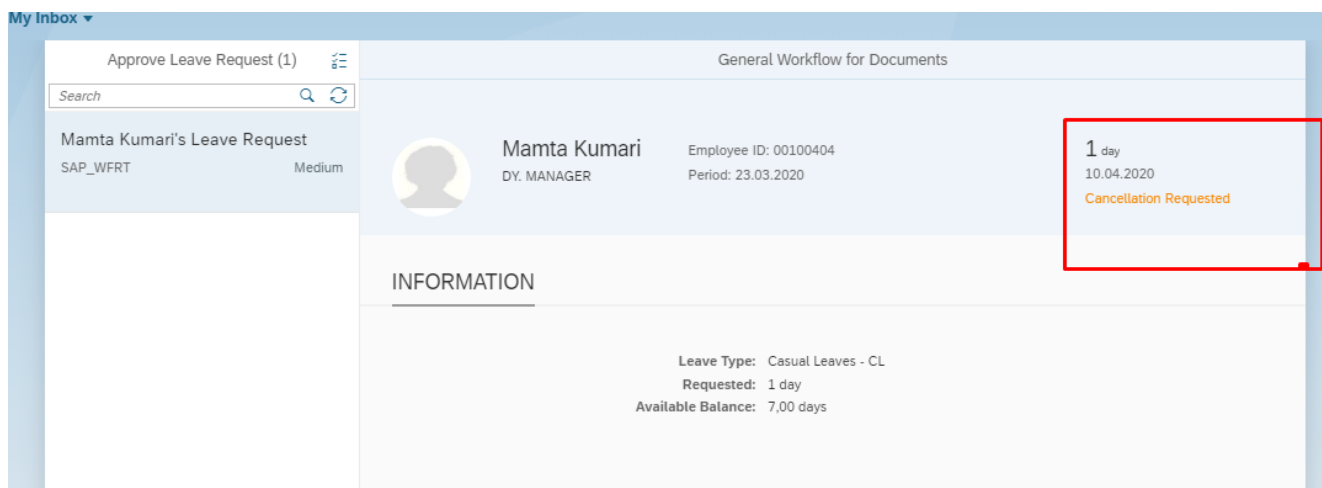 My Inbox
Approve Leave Request (1)
General Workflow for Documents
Search
Mamta Kumari's Leave Request
SAP_WFRT
Medium
Mamta Kumari
DY. MANAGER
Employee ID: 00100404
Period: 23.03.2020
1 day
10.04.2020
Cancellation Requested
INFORMATION
Leave Type: Casual Leaves - CL
Requested: 1 day
Available Balance: 7,00 days